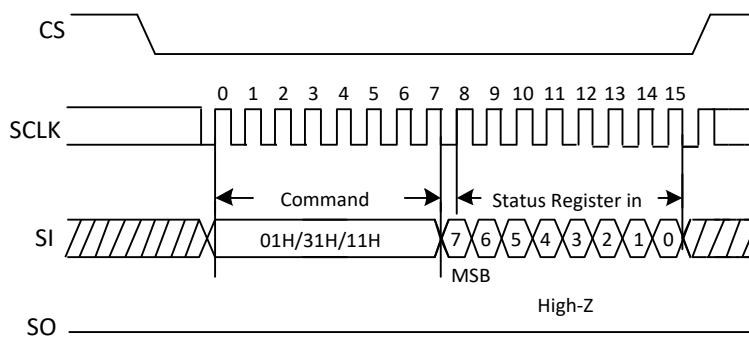 CS
0 1 2 3 4 5 6 7 8 9 10 11 12 13 14 15
SCLK
Command
Status Register in
SI
01H/31H/11H
7 6 5 4 3 2 1 0
MSB
High-Z
SO